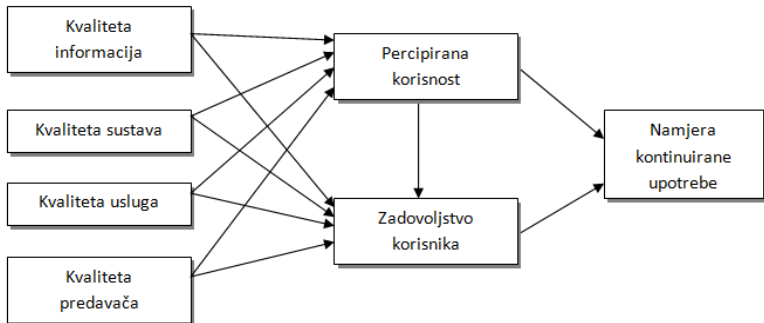 Kvaliteta
informacija
Kvaliteta sustava
Kvaliteta usluga
Kvaliteta
predavača
Percipirana
korisnost
Zadovoljstvo
korisnika
Namjera
kontinuirane
upotrebe